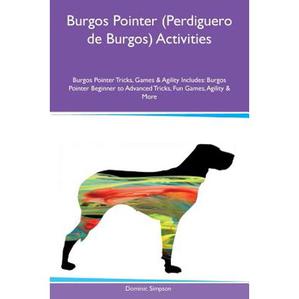 Burgos Pointer (Perdiguero
de Burgos) Activities
Burgos Pointer Tricks, Games & Agility Includes: Burgos
Pointer Beginner to Advanced Tricks, Fun Games, Agility &
More
Dominic Simpson